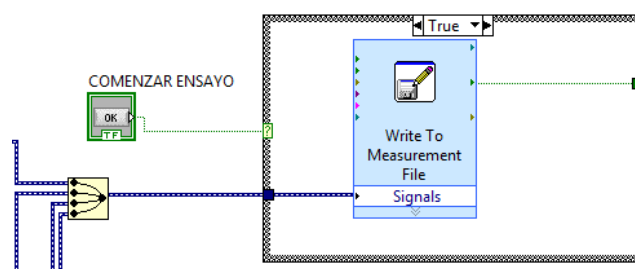 True
COMENZAR ENSAYO
OK
TF
?
Write To
Measurement
File
Signals